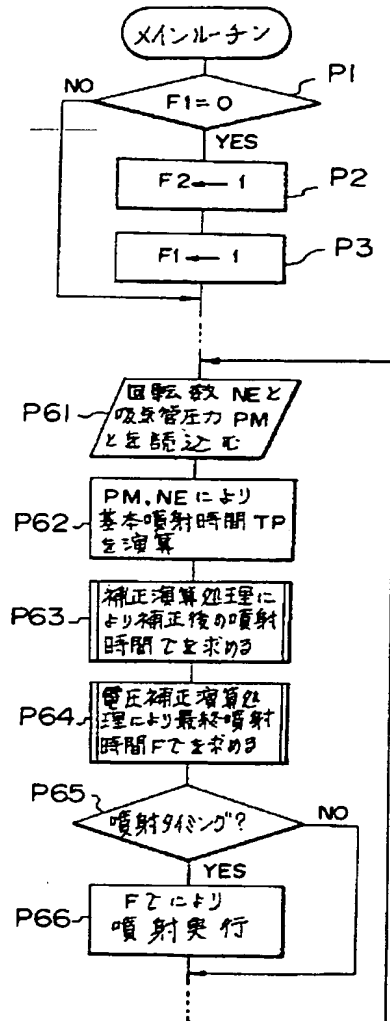 メインルーチン
P1
NO
F1=0
YES
F2← 1
P2
F1← 1
P3
P61
回転数 NEと
吸気管圧力 PM
とを読込む
P62
PM,NEにより
基本噴射時間 TP
を演算
P63
補正演算処理に
より補正後の噴射
時間τを求める
P64
電圧補正演算処
理により最終噴射
時間Fτを求める
P65
噴射タイミング?
NO
YES
P66
Fτにより
噴射実行